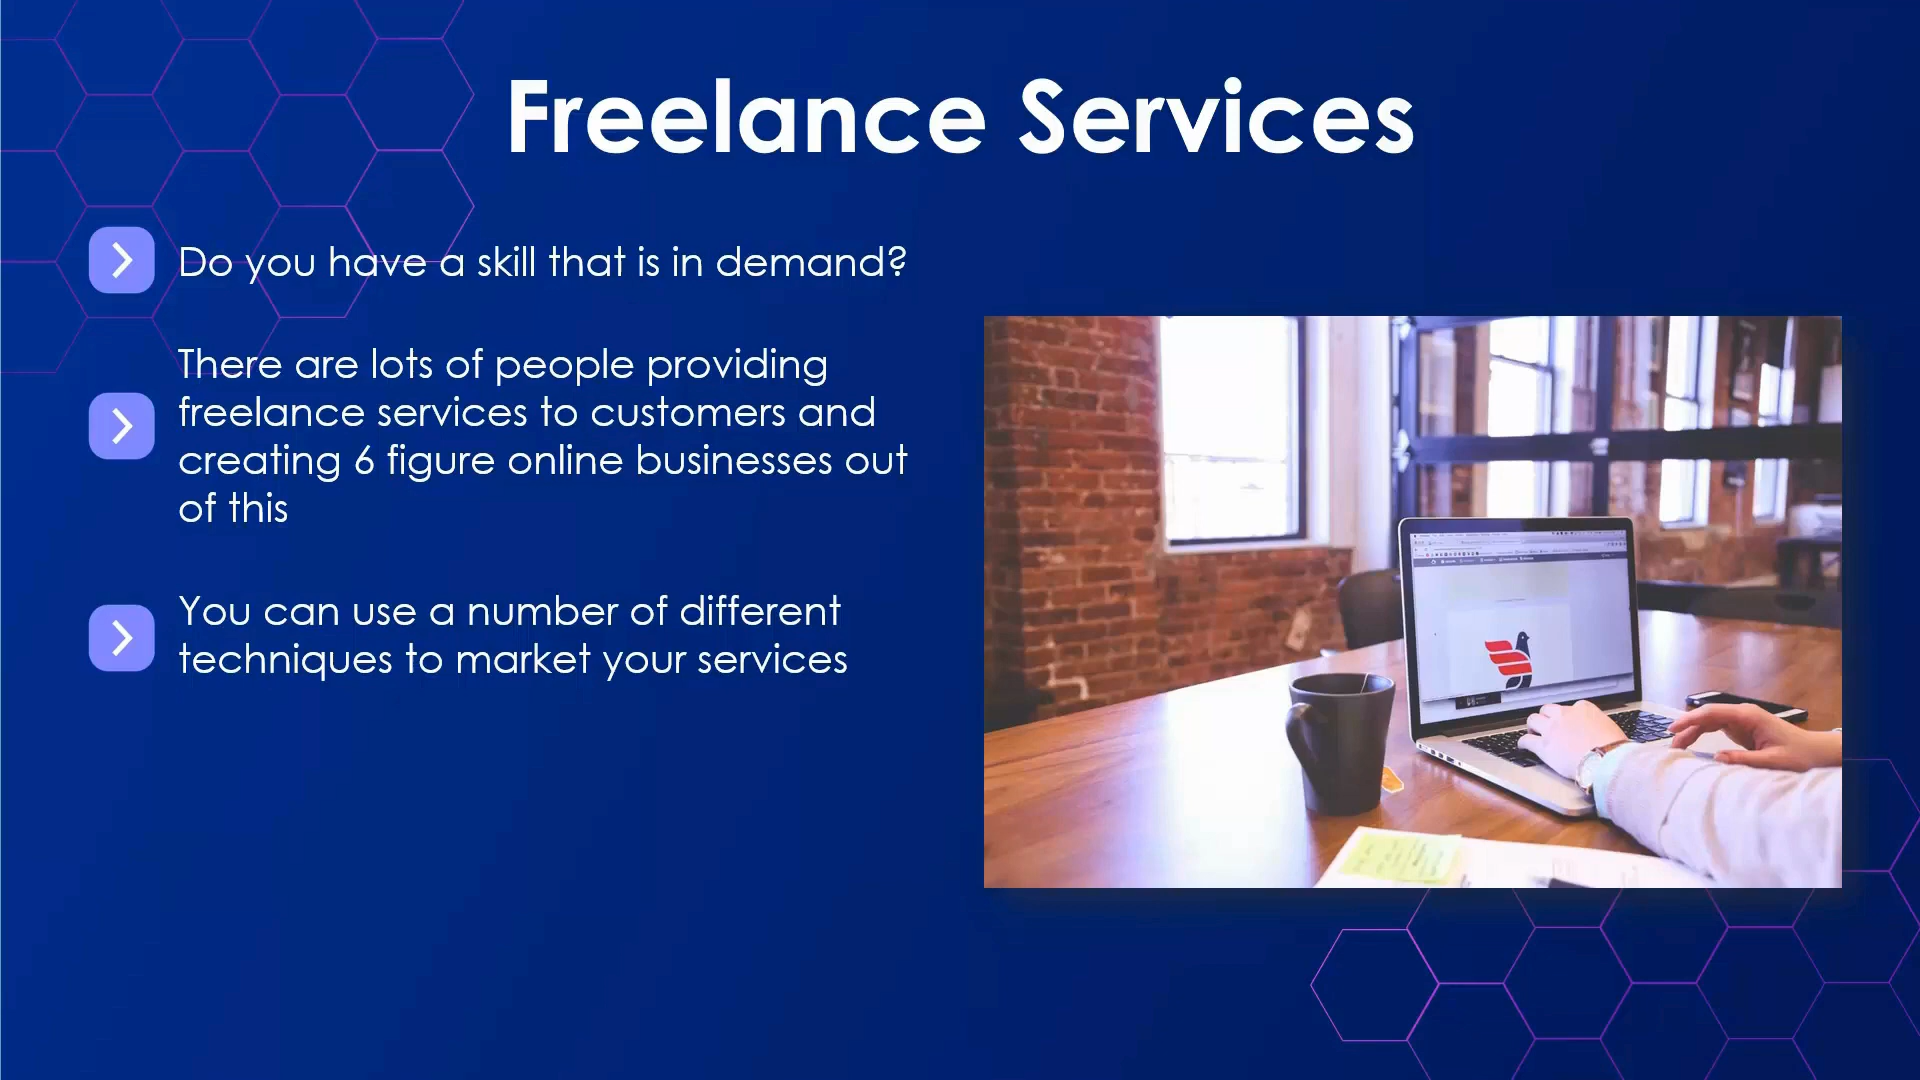 Freelance Services
Do you have a skill that is in demand?
There are lots of people providing
freelance services to customers and
creating 6 figure online businesses out
of this
You can use a number of different
techniques to market your services